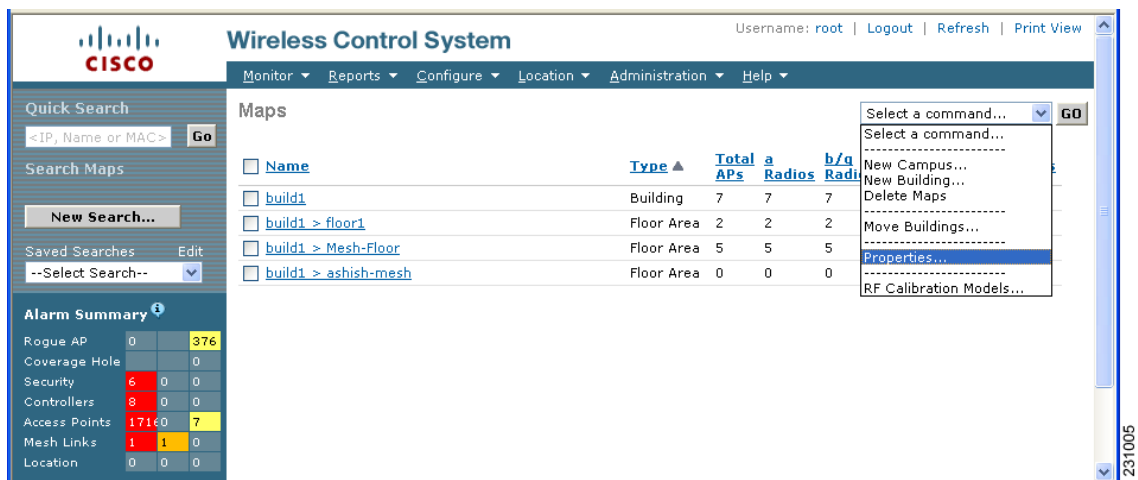 Username: root | Logout | Refresh | Print View
CISCO
Wireless Control System
Monitor Reports Configure Location Administration Help
Quick Search
<IP, Name or MAC> Go
Search Maps
New Search...
Saved Searches Edit
--Select Search--
Maps
Select a command... GO
Select a command...
------------------------
New Campus...
New Building...
Delete Maps
------------------------
Move Buildings...
------------------------
Properties...
------------------------
RF Calibration Models...
Name Type Total APs a Radios b/g
build1 Building 7 7 7
build1 > floor1 Floor Area 2 2 2
build1 > Mesh-Floor Floor Area 5 5 5
build1 > ashish-mesh Floor Area 0 0 0
Alarm Summary
Rogue AP 0 376
Coverage Hole 0
Security 6 0 0
Controllers 8 0 0
Access Points 0 7
Mesh Links 1 1 0
Location 0 0 0
231005